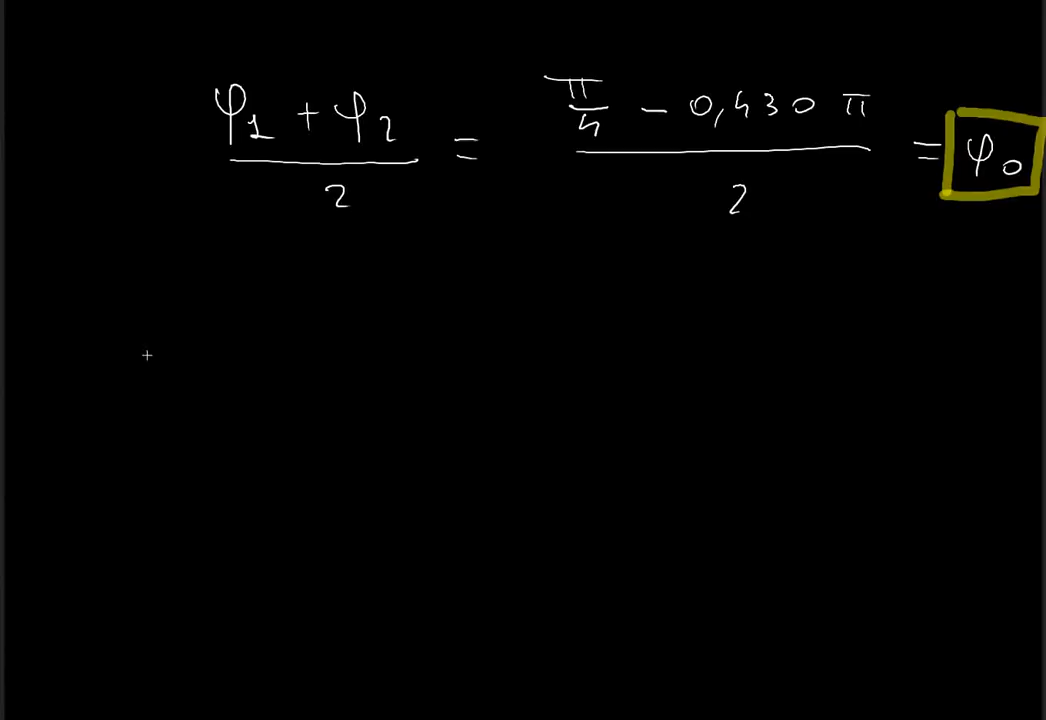 (φ₁ + φ₂)/2 = (π/4 - 0,430 π)/2 = φ₀